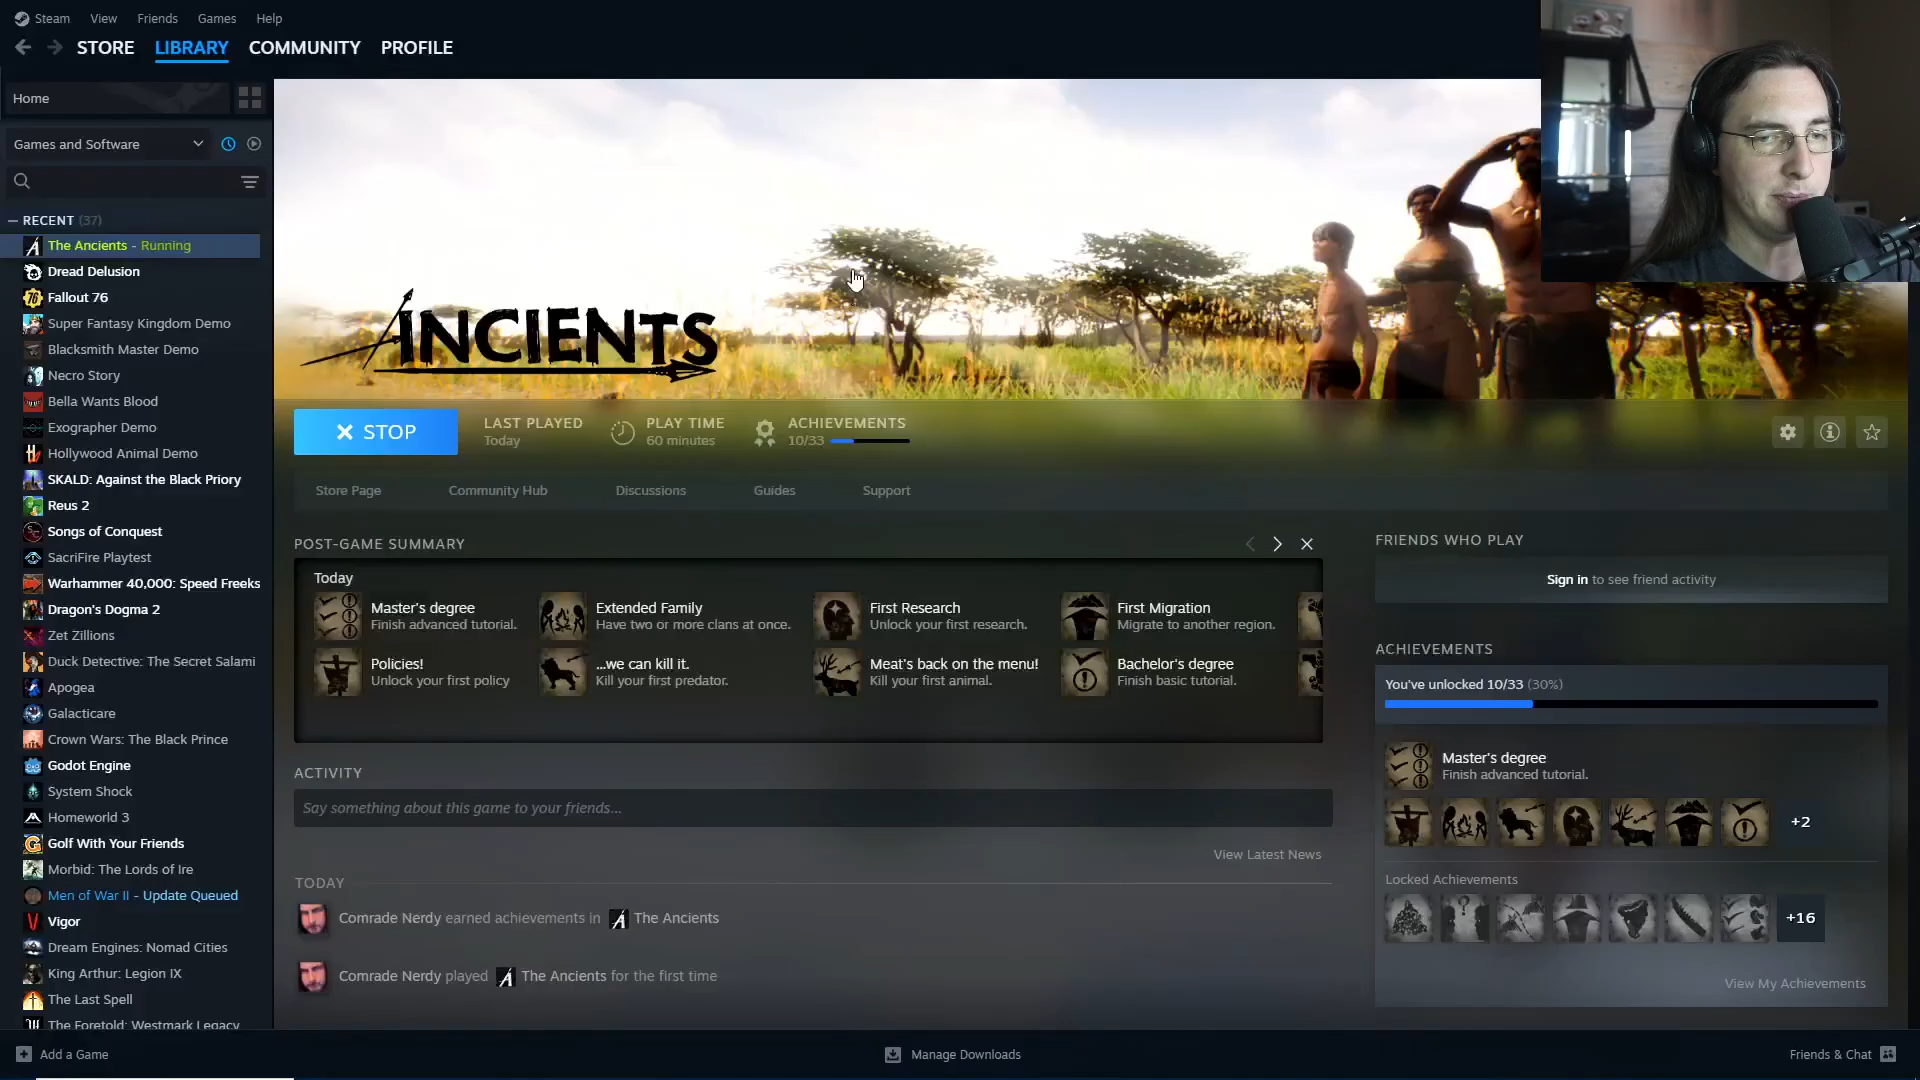 Steam View Friends Games Help
STORE LIBRARY COMMUNITY PROFILE
Home
Games and Software
RECENT (37)
The Ancients - Running
Dread Delusion
Fallout 76
Super Fantasy Kingdom Demo
Blacksmith Master Demo
Necro Story
Bella Wants Blood
Exographer Demo
Hollywood Animal Demo
SKALD: Against the Black Priory
Reus 2
Songs of Conquest
SacriFire Playtest
Warhammer 40,000: Speed Freeks
Dragon's Dogma 2
Zet Zillions
Duck Detective: The Secret Salami
Apogea
Galacticare
Crown Wars: The Black Prince
Godot Engine
System Shock
Homeworld 3
Golf With Your Friends
Morbid: The Lords of Ire
Men of War II - Update Queued
Vigor
Dream Engines: Nomad Cities
King Arthur: Legion IX
The Last Spell
The Foretold: Westmark Legacy
ANCIENTS
STOP
LAST PLAYED
Today
PLAY TIME
60 minutes
ACHIEVEMENTS
10/33
Store Page Community Hub Discussions Guides Support
POST-GAME SUMMARY
Today
Master's degree
Finish advanced tutorial.
Extended Family
Have two or more clans at once.
First Research
Unlock your first research.
First Migration
Migrate to another region.
Policies!
Unlock your first policy
...we can kill it.
Kill your first predator.
Meat's back on the menu!
Kill your first animal.
Bachelor's degree
Finish basic tutorial.
ACTIVITY
Say something about this game to your friends...
View Latest News
TODAY
Comrade Nerdy earned achievements in The Ancients
Comrade Nerdy played The Ancients for the first time
FRIENDS WHO PLAY
Sign in to see friend activity
ACHIEVEMENTS
You've unlocked 10/33 (30%)
Master's degree
Finish advanced tutorial.
+2
Locked Achievements
+16
View My Achievements
Add a Game
Manage Downloads
Friends & Chat